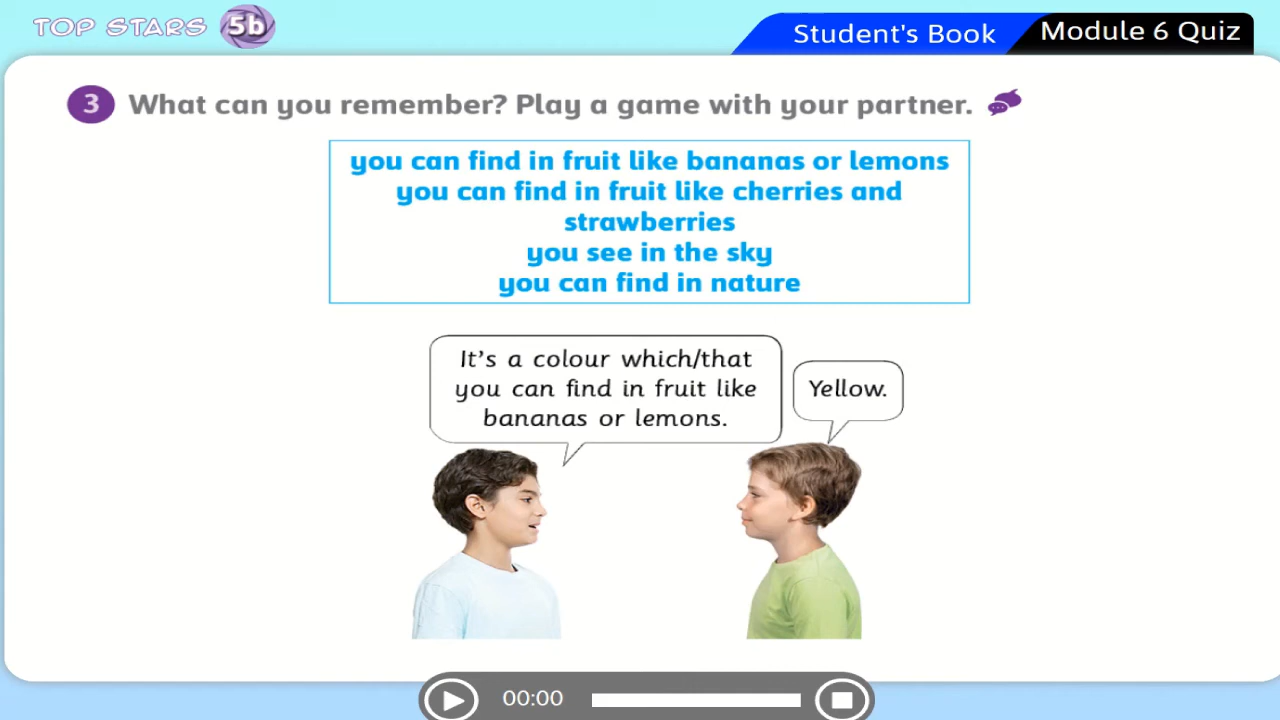 TOP STARS 5b
Student's Book
Module 6 Quiz
3 What can you remember? Play a game with your partner.
you can find in fruit like bananas or lemons
you can find in fruit like cherries and
strawberries
you see in the sky
you can find in nature
It's a colour which/that
you can find in fruit like
bananas or lemons.
Yellow.
00:00